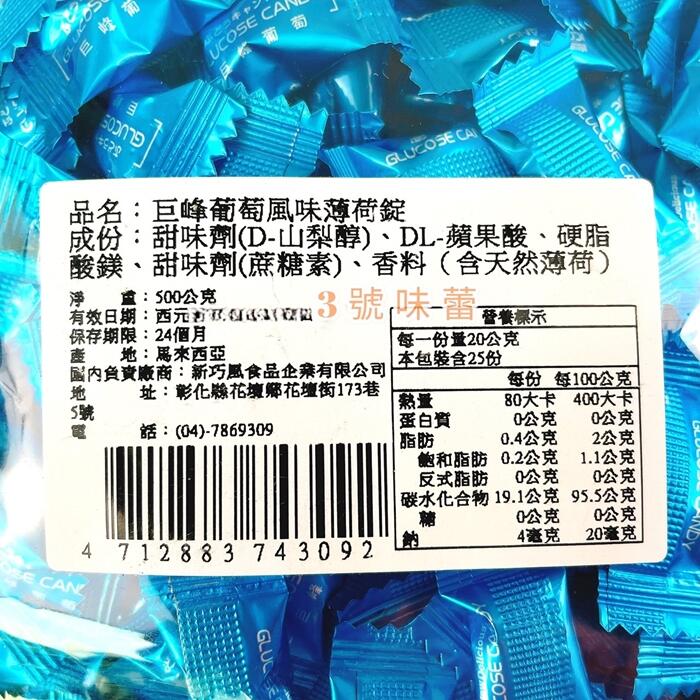 GLUCOSE CAN
巨峰葡萄
GLUCOSE CAN
品名：巨峰葡萄風味薄荷錠
成份：甜味劑(D-山梨醇)、DL-蘋果酸、硬脂
酸鎂、甜味劑(蔗糖素)、香料（含天然薄荷）
淨　　重：500公克
3 號味蕾
有效日期：西元
保存期限：24個月
產　　地：馬來西亞
國內負責廠商：新巧風食品企業有限公司
地　　址：彰化縣花壇鄉花壇街173巷
5號
電　　話：(04)-7869309
4 712883 743092
營養標示
每一份量20公克
本包裝含25份
每份 每100公克
熱量 80大卡 400大卡
蛋白質 0公克 0公克
脂肪 0.4公克 2公克
飽和脂肪 0.2公克 1.1公克
反式脂肪 0公克 0公克
碳水化合物 19.1公克 95.5公克
糖 0公克 0公克
鈉 4毫克 20毫克
GLUCOSE CAN